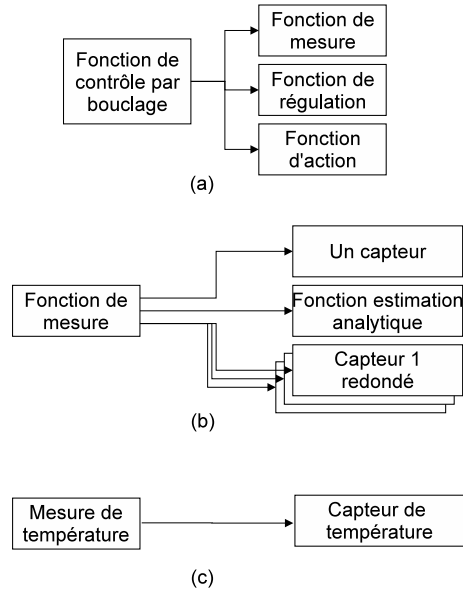 Fonction de
contrôle par
bouclage
Fonction de
mesure
Fonction de
régulation
Fonction
d'action
(a)
Fonction de
mesure
Un capteur
Fonction estimation
analytique
Capteur 1
redondé
(b)
Mesure de
température
Capteur de
température
(c)